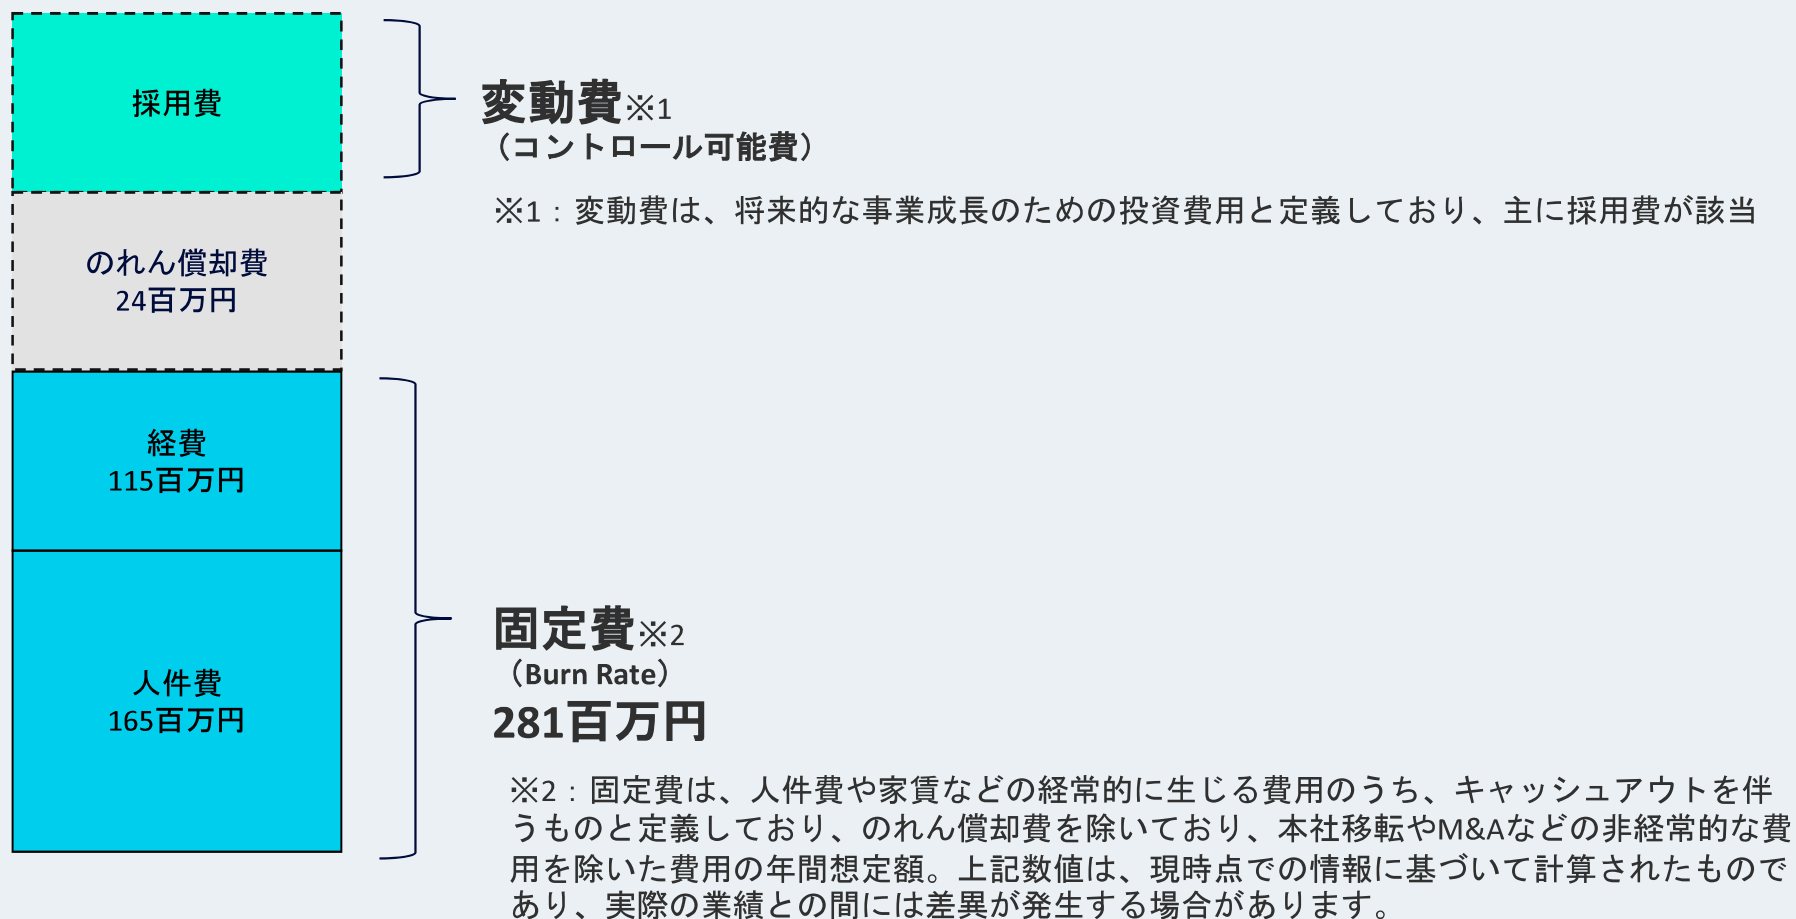 採用費
変動費※1
（コントロール可能費）
※1：変動費は、将来的な事業成長のための投資費用と定義しており、主に採用費が該当
のれん償却費
24百万円
経費
115百万円
人件費
165百万円
固定費※2
（Burn Rate）
281百万円
※2：固定費は、人件費や家賃などの経常的に生じる費用のうち、キャッシュアウトを伴
うものと定義しており、のれん償却費を除いており、本社移転やM&Aなどの非経常的な費
用を除いた費用の年間想定額。上記数値は、現時点での情報に基づいて計算されたもので
あり、実際の業績との間には差異が発生する場合があります。